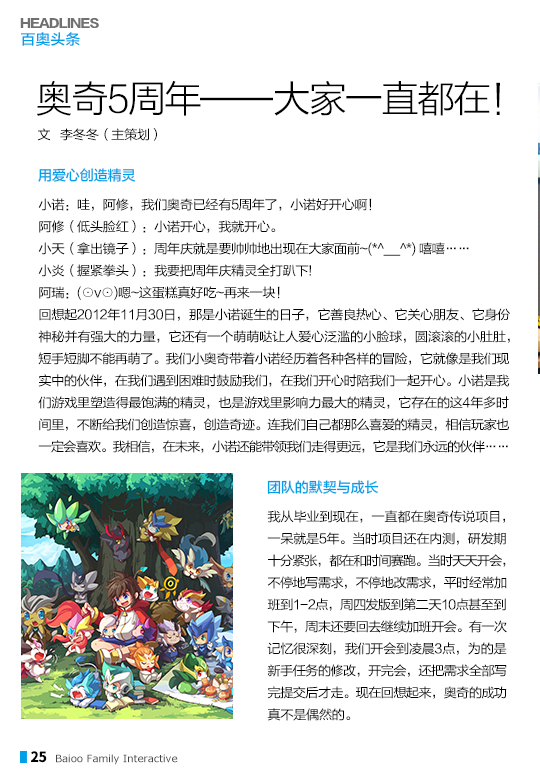 HEADLINES
百奥头条
奥奇5周年——大家一直都在！
文 李冬冬（主策划）
用爱心创造精灵
小诺：哇，阿修，我们奥奇已经有5周年了，小诺好开心啊！
阿修（低头脸红）：小诺开心，我就开心。
小天（拿出镜子）：周年庆就是要帅帅地出现在大家面前~(*^__^*) 嘻嘻……
小炎（握紧拳头）：我要把周年庆精灵全打趴下！
阿瑞：(⊙v⊙)嗯~这蛋糕真好吃~再来一块！
回想起2012年11月30日，那是小诺诞生的日子，它善良热心、它关心朋友、它身份
神秘并有强大的力量，它还有一个萌萌哒让人爱心泛滥的小脸球，圆滚滚的小肚肚，
短手短脚不能再萌了。我们小奥奇带着小诺经历着各种各样的冒险，它就像是我们现
实中的伙伴，在我们遇到困难时鼓励我们，在我们开心时陪我们一起开心。小诺是我
们游戏里塑造得最饱满的精灵，也是游戏里影响力最大的精灵，它存在的这4年多时
间里，不断给我们创造惊喜，创造奇迹。连我们自己都那么喜爱的精灵，相信玩家也
一定会喜欢。我相信，在未来，小诺还能带领我们走得更远，它是我们永远的伙伴……
团队的默契与成长
我从毕业到现在，一直都在奥奇传说项目，
一呆就是5年。当时项目还在内测，研发期
十分紧张，都在和时间赛跑。当时天天开会，
不停地写需求，不停地改需求，平时经常加
班到1-2点，周四发版到第二天10点甚至到
下午，周末还要回去继续加班开会。有一次
记忆很深刻，我们开会到凌晨3点，为的是
新手任务的修改，开完会，还把需求全部写
完提交后才走。现在回想起来，奥奇的成功
真不是偶然的。
25 Baioo Family Interactive